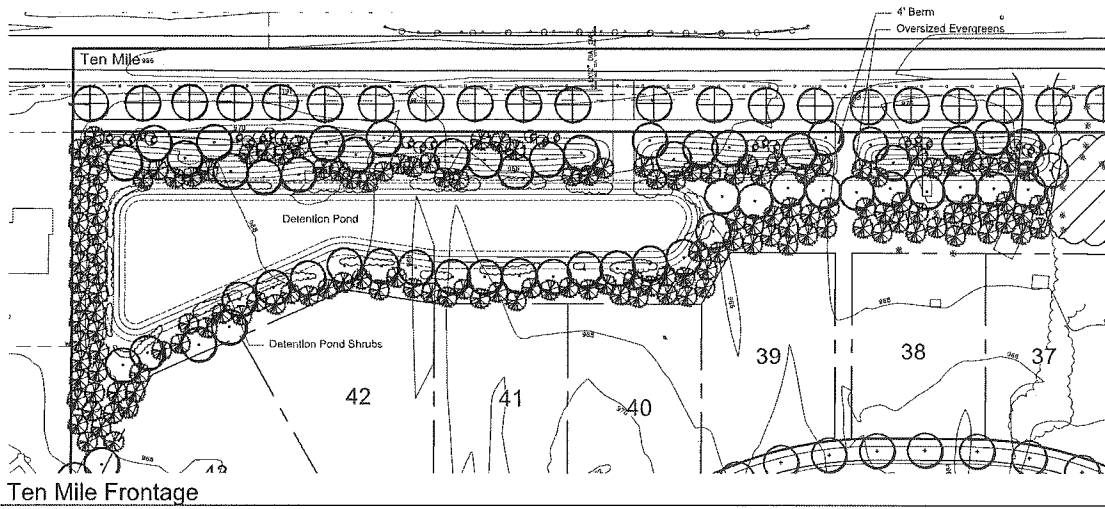 4' Berm
Oversized Evergreens
Ten Mile
Detention Pond
Detention Pond Shrubs
39
38
37
42
41
40
Ten Mile Frontage